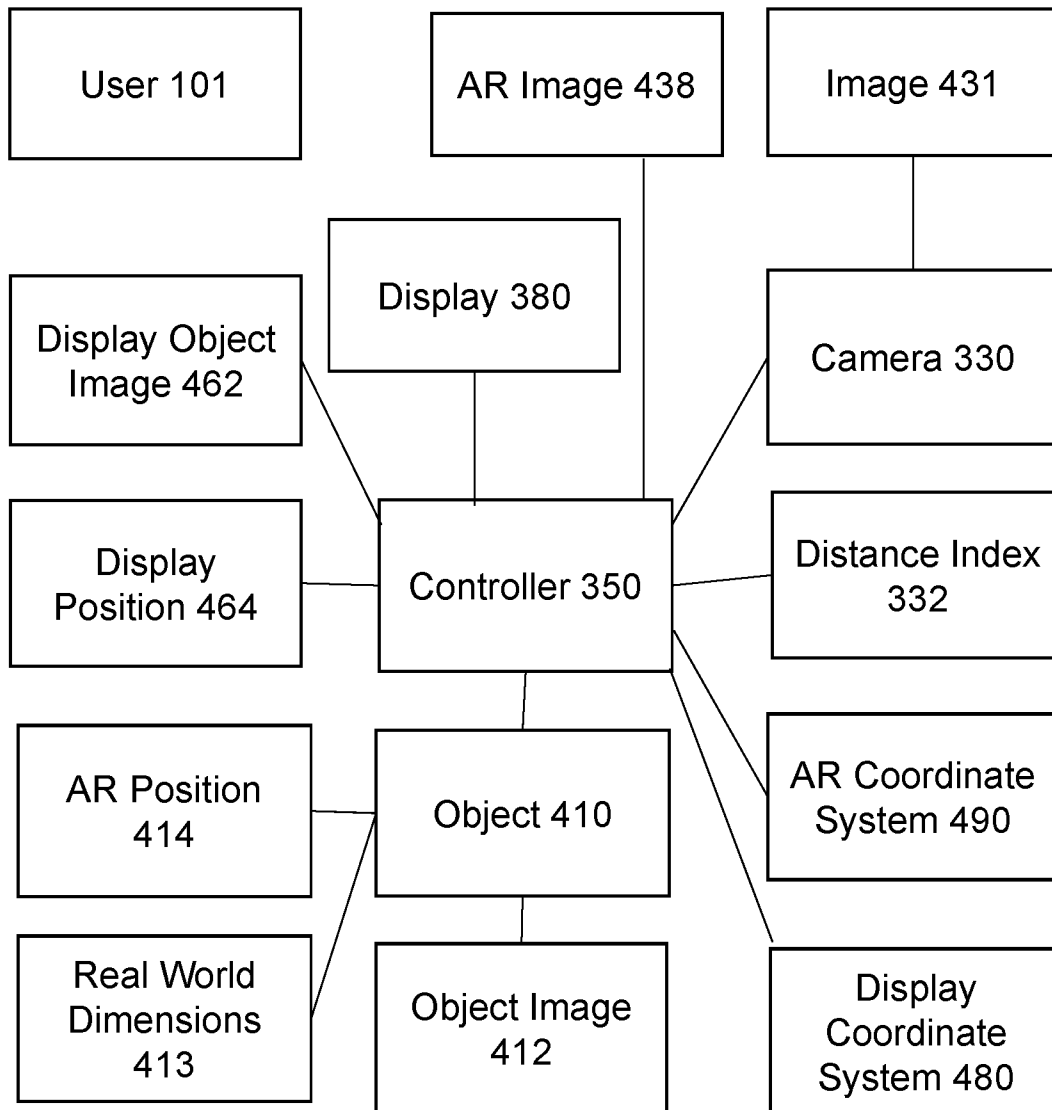 User 101
AR Image 438
Image 431
Display 380
Display Object
Image 462
Camera 330
Display
Position 464
Controller 350
Distance Index
332
AR Position
414
Object 410
AR Coordinate
System 490
Real World
Dimensions
413
Object Image
412
Display
Coordinate
System 480